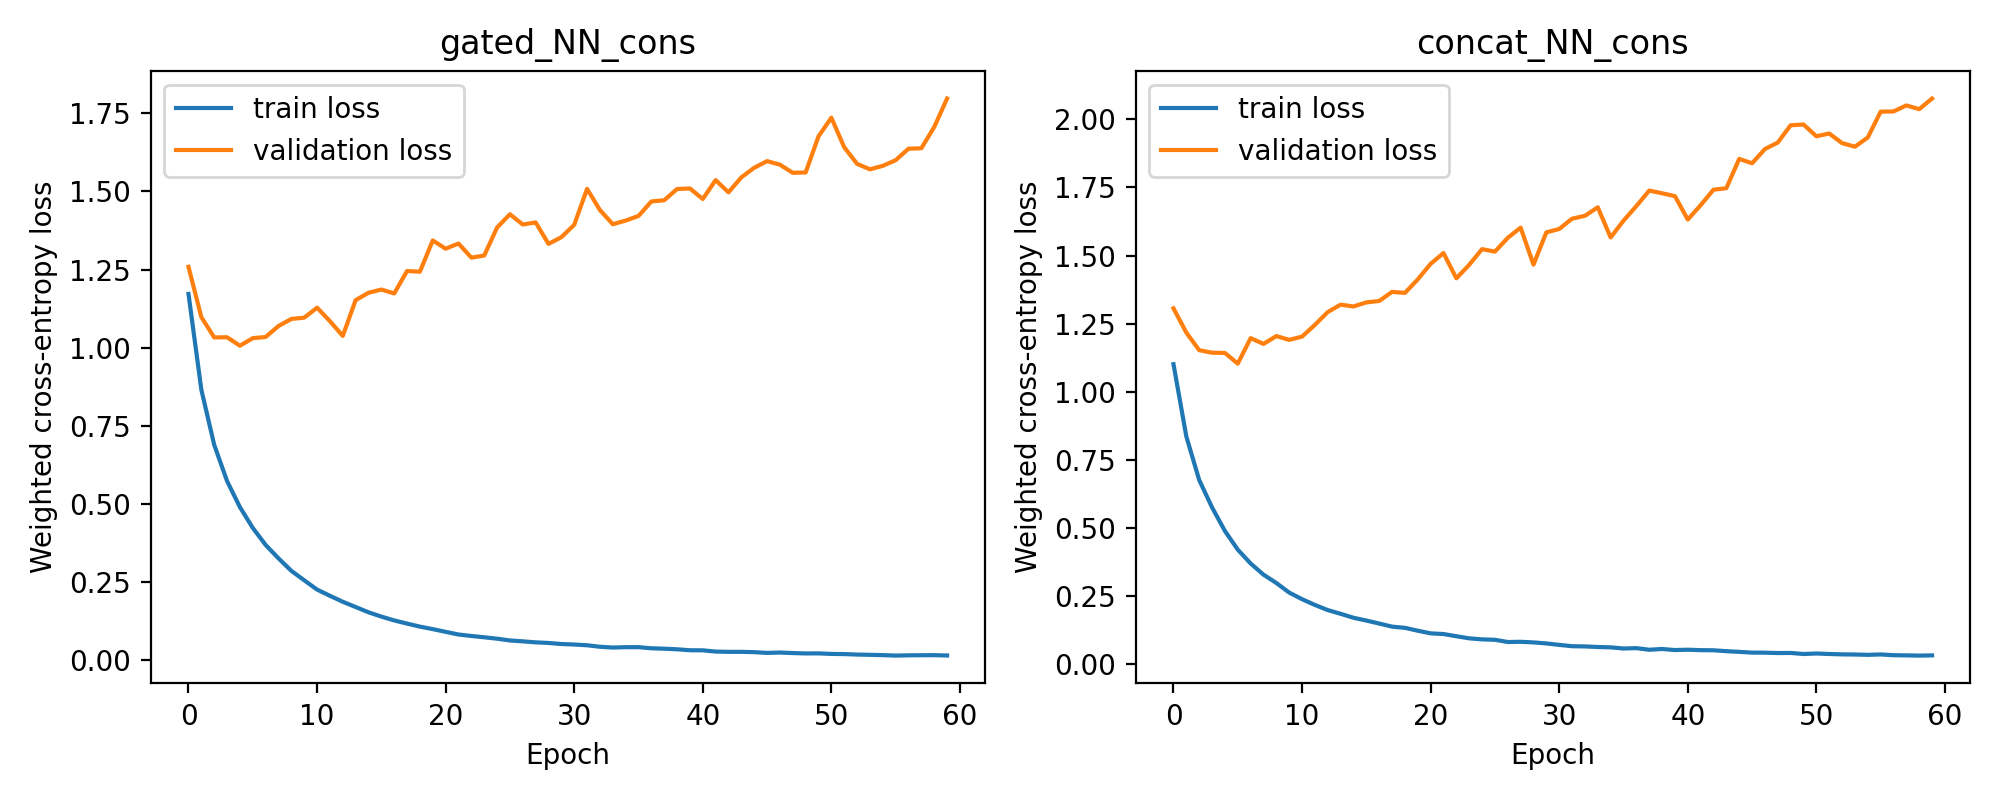 gated_NN_cons
train loss
validation loss
Weighted cross-entropy loss
1.75
1.50
1.25
1.00
0.75
0.50
0.25
0.00
0 10 20 30 40 50 60
Epoch
concat_NN_cons
train loss
validation loss
Weighted cross-entropy loss
2.00
1.75
1.50
1.25
1.00
0.75
0.50
0.25
0.00
0 10 20 30 40 50 60
Epoch